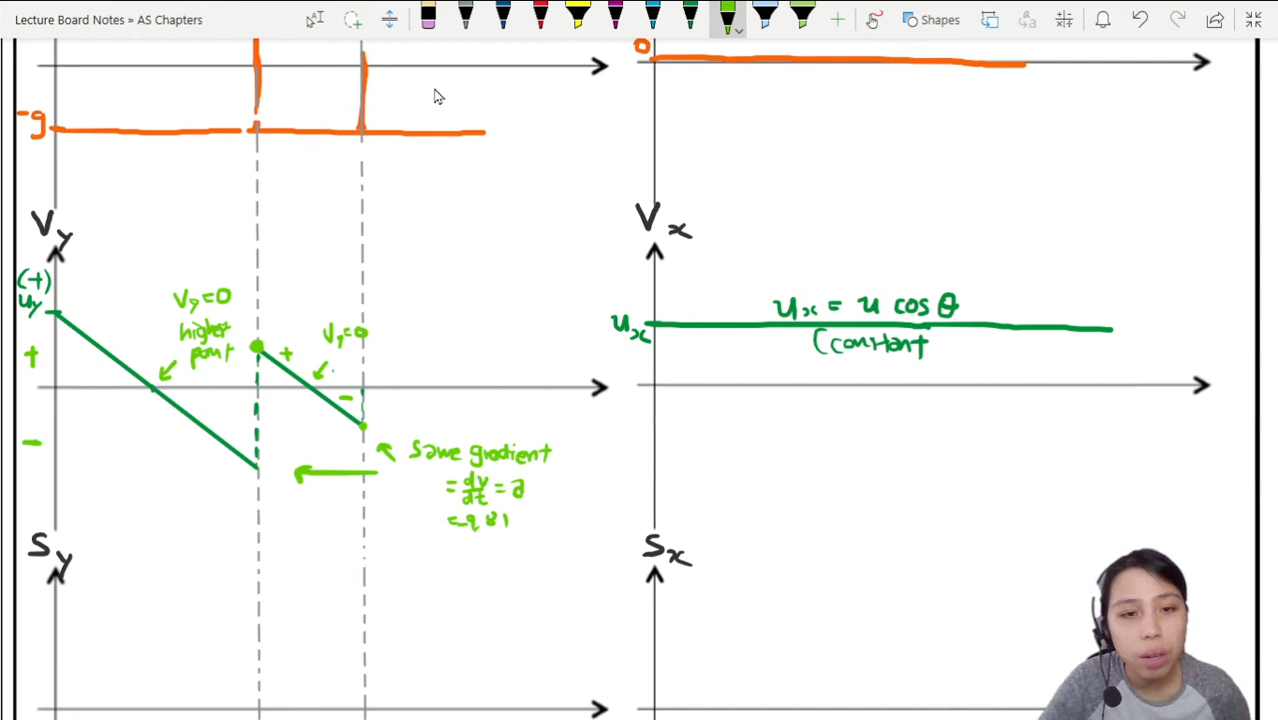 Lecture Board Notes » AS Chapters
Shapes
-g
0
Vy
(+)
uy
+
-
Vy=0
higher
point
Vy=0
+
-
Same gradient
= dv/dt = a
= -9.81
Vx
ux
ux = u cos θ
(constant
Sy
Sx